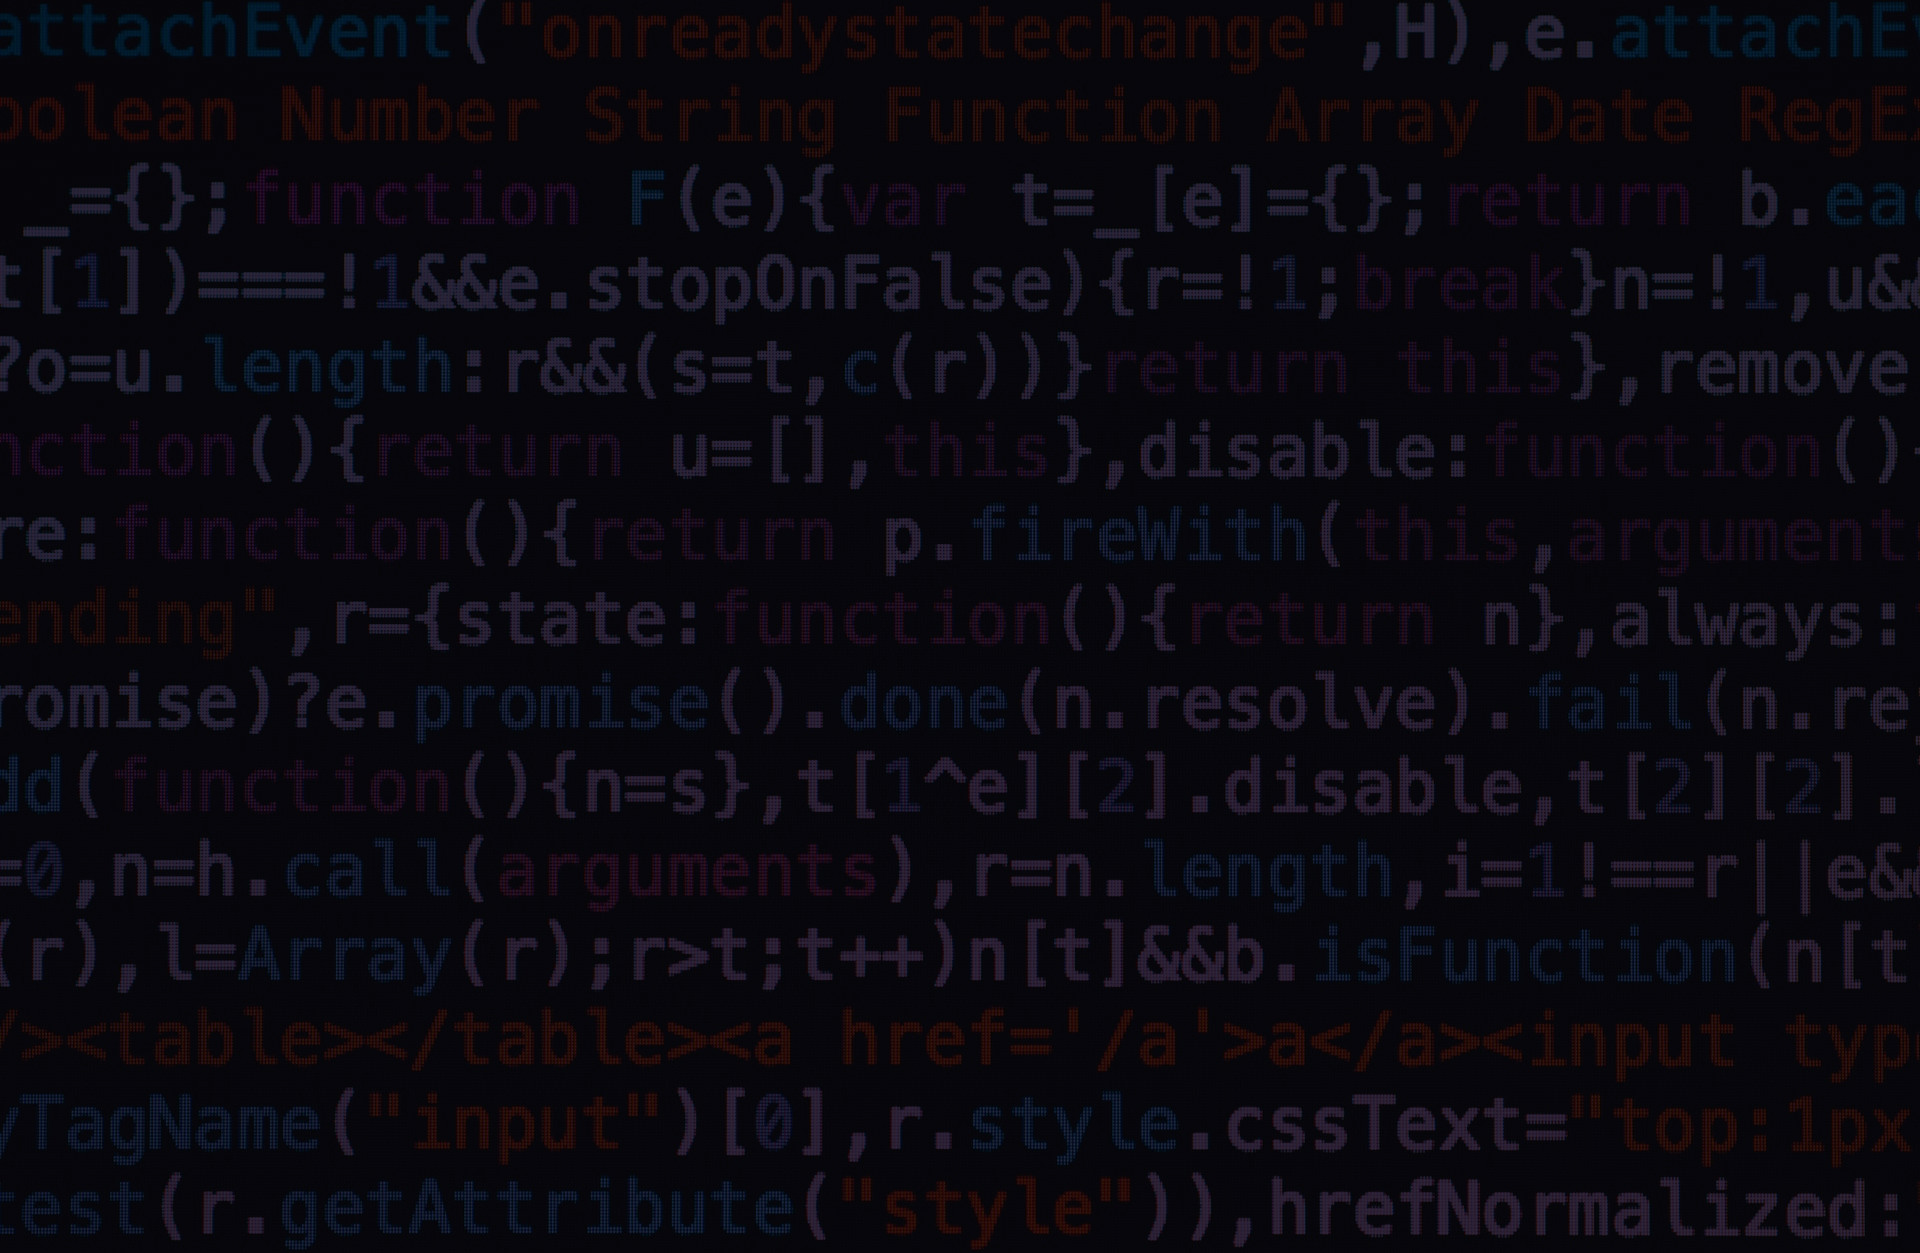 attachEvent("onreadystatechange",H),e.attachEv
oolean Number String Function Array Date RegEx
_={};function F(e){var t=_[e]={};return b.eac
t[1])===!1&&e.stopOnFalse){r=!1;break}n=!1,u&&
?o=u.length:r&&(s=t,c(r))}return this},remove
nction(){return u=[],this},disable:function()
re:function(){return p.fireWith(this,argument
ending",r={state:function(){return n},always:
romise)?e.promise().done(n.resolve).fail(n.re
dd(function(){n=s},t[1^e][2].disable,t[2][2].
=0,n=h.call(arguments),r=n.length,i=1!==r||e&&
(r),l=Array(r);r>t;t++)n[t]&&b.isFunction(n[t
/><table></table><a href='/a'>a</a><input type
yTagName("input")[0],r.style.cssText="top:1px
test(r.getAttribute("style")),hrefNormalized: